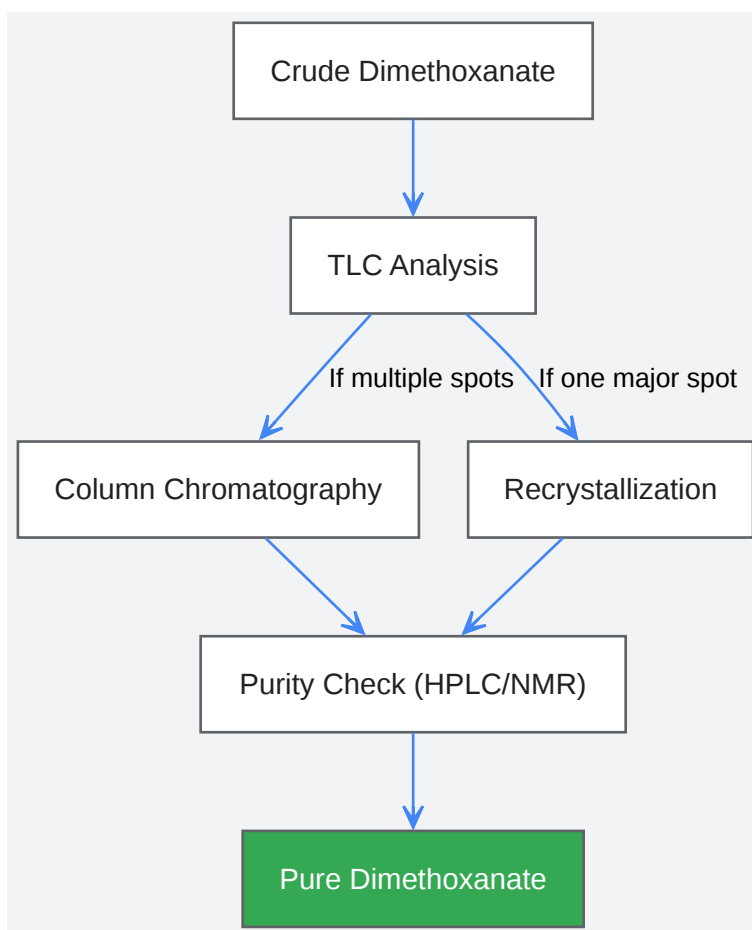 Crude Dimethoxanate
TLC Analysis
If multiple spots
If one major spot
Column Chromatography
Recrystallization
Purity Check (HPLC/NMR)
Pure Dimethoxanate